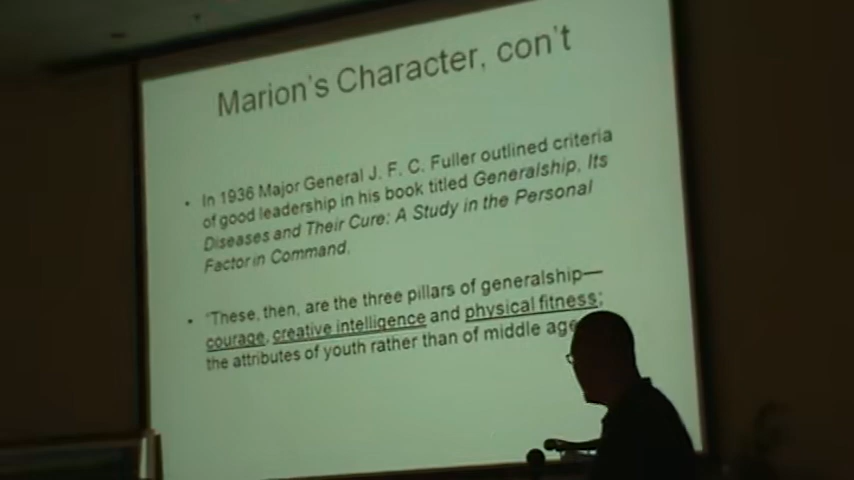 Marion's Character, con't
• In 1936 Major General J. F. C. Fuller outlined criteria
of good leadership in his book titled Generalship, Its
Diseases and Their Cure: A Study in the Personal
Factor in Command.
• "These, then, are the three pillars of generalship—
courage, creative intelligence and physical fitness;
the attributes of youth rather than of middle